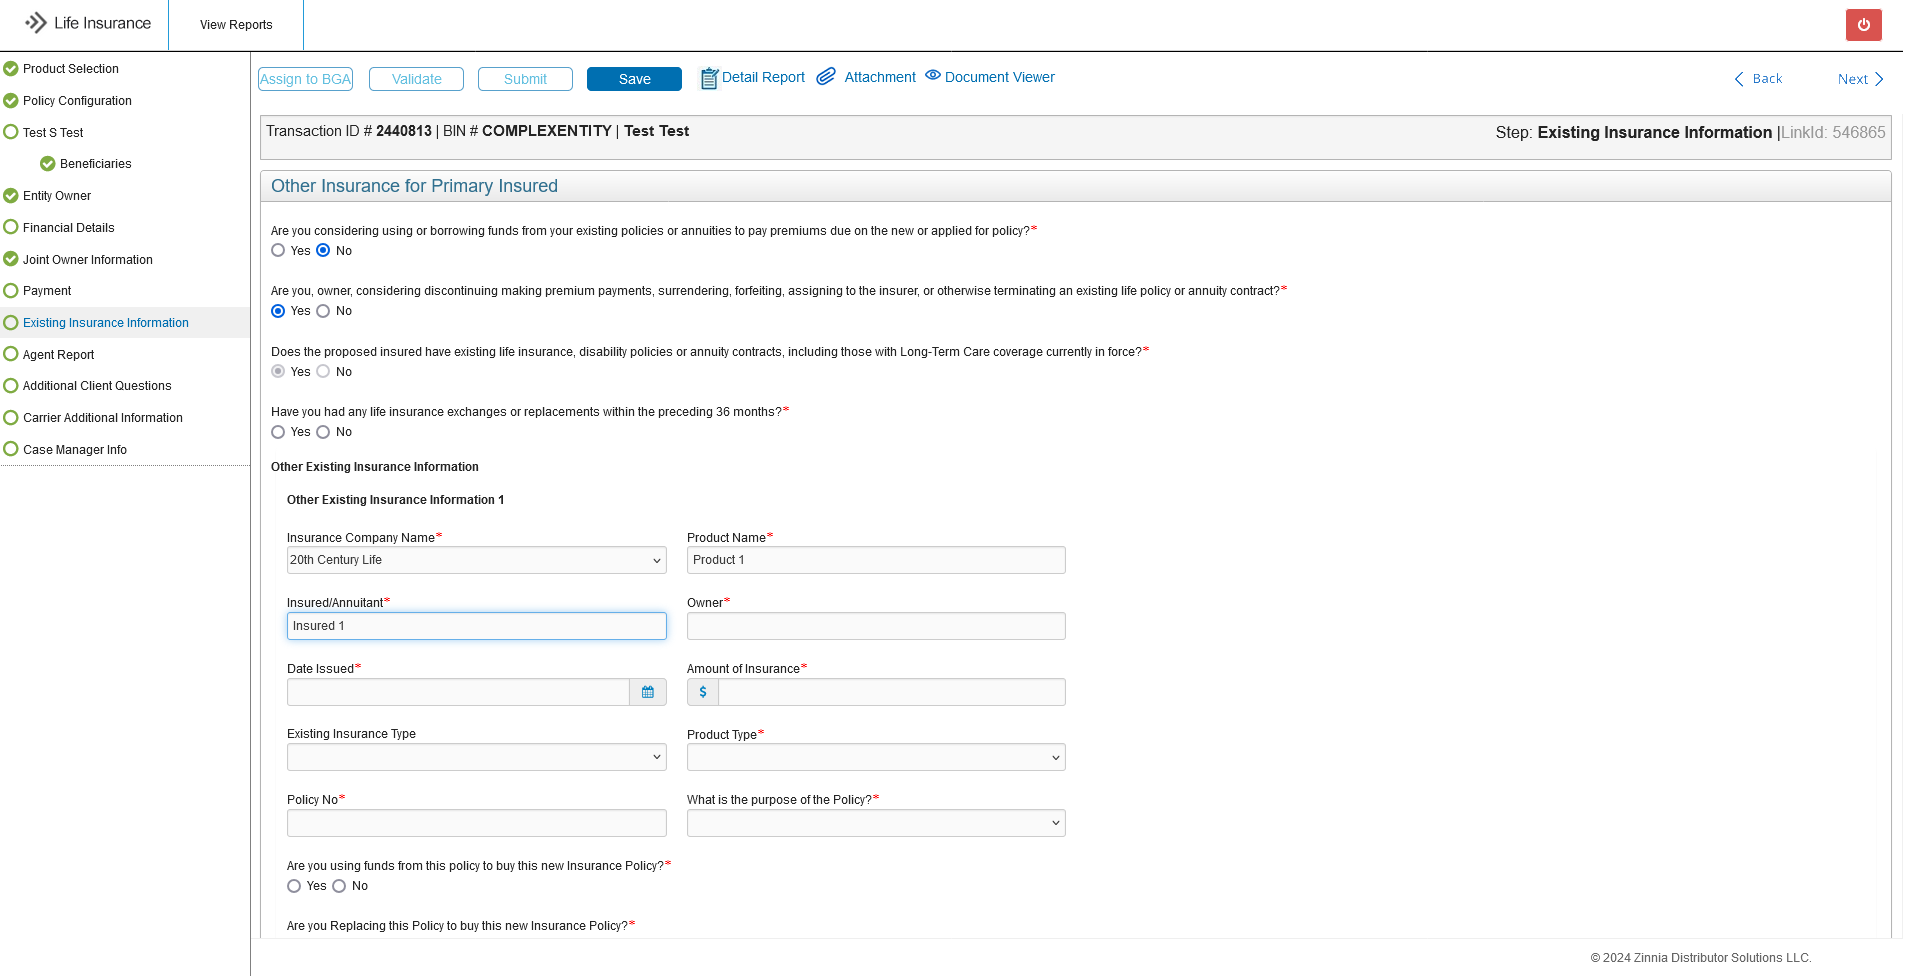 Life Insurance
View Reports
Product Selection
Policy Configuration
Test S Test
Beneficiaries
Entity Owner
Financial Details
Joint Owner Information
Payment
Existing Insurance Information
Agent Report
Additional Client Questions
Carrier Additional Information
Case Manager Info
Assign to BGA Validate Submit Save Detail Report Attachment Document Viewer Back Next
Transaction ID # 2440813 | BIN # COMPLEXENTITY | Test Test
Step: Existing Insurance Information |LinkId: 546865
Other Insurance for Primary Insured
Are you considering using or borrowing funds from your existing policies or annuities to pay premiums due on the new or applied for policy?*
Yes No
Are you, owner, considering discontinuing making premium payments, surrendering, forfeiting, assigning to the insurer, or otherwise terminating an existing life policy or annuity contract?*
Yes No
Does the proposed insured have existing life insurance, disability policies or annuity contracts, including those with Long-Term Care coverage currently in force?*
Yes No
Have you had any life insurance exchanges or replacements within the preceding 36 months?*
Yes No
Other Existing Insurance Information
Other Existing Insurance Information 1
Insurance Company Name* Product Name*
20th Century Life Product 1
Insured/Annuitant* Owner*
Insured 1
Date Issued* Amount of Insurance*
$
Existing Insurance Type Product Type*
Policy No* What is the purpose of the Policy?*
Are you using funds from this policy to buy this new Insurance Policy?*
Yes No
Are you Replacing this Policy to buy this new Insurance Policy?*
© 2024 Zinnia Distributor Solutions LLC.